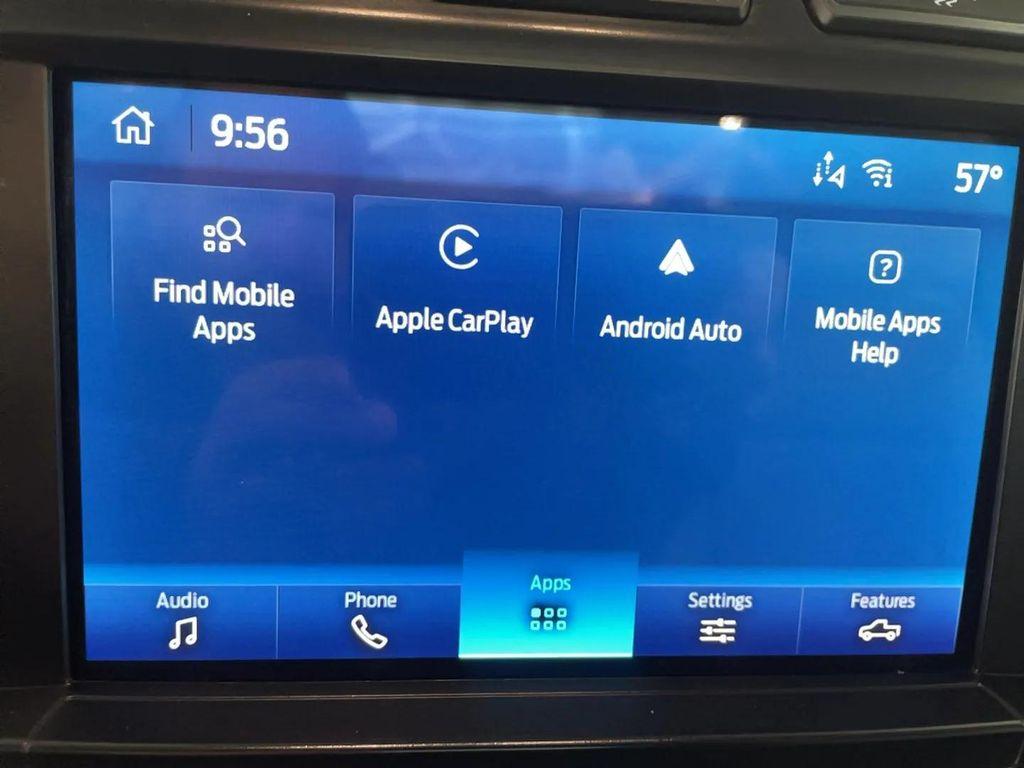 9:56
57°
Find Mobile
Apps
Apple CarPlay
Android Auto
Mobile Apps
Help
Audio
Phone
Apps
Settings
Features